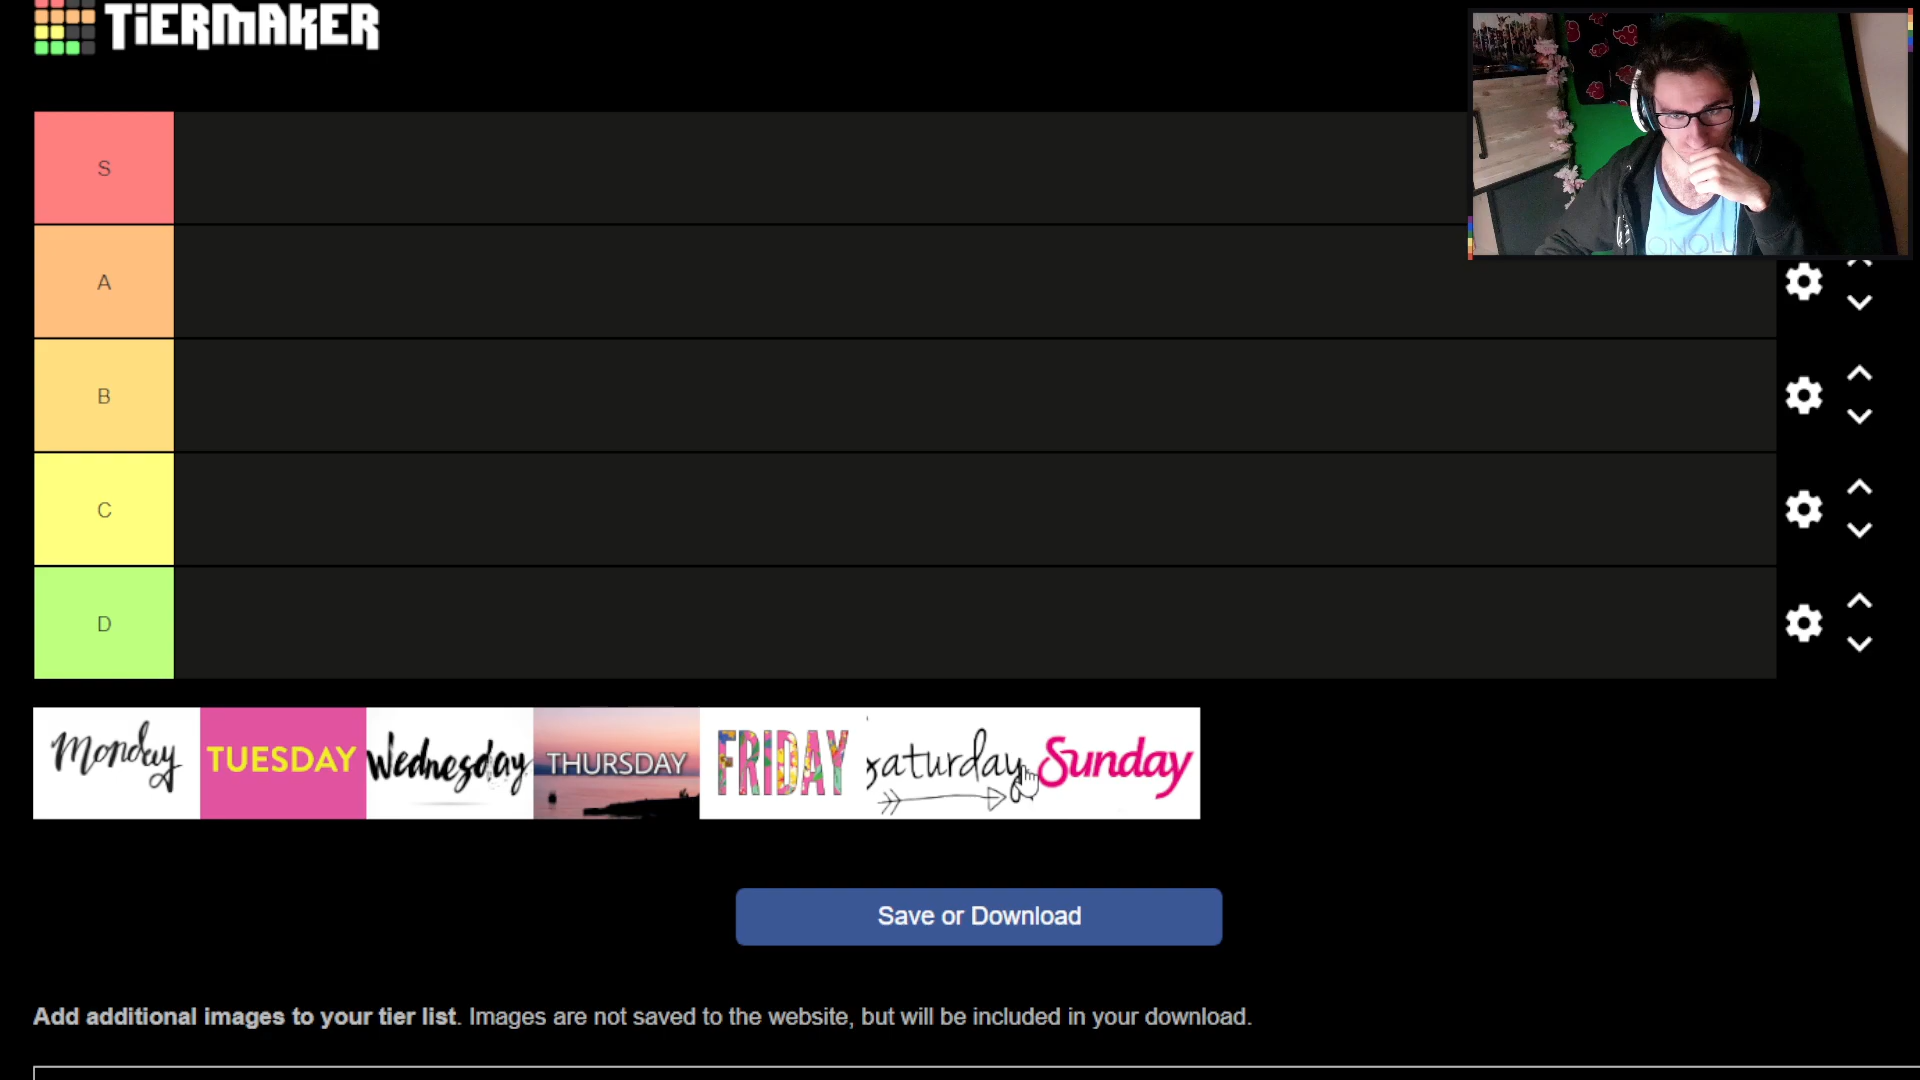 TiERMAKER
S
A
B
C
D
Monday
TUESDAY
Wednesday
THURSDAY
FRIDAY
saturday
Sunday
Save or Download
Add additional images to your tier list. Images are not saved to the website, but will be included in your download.